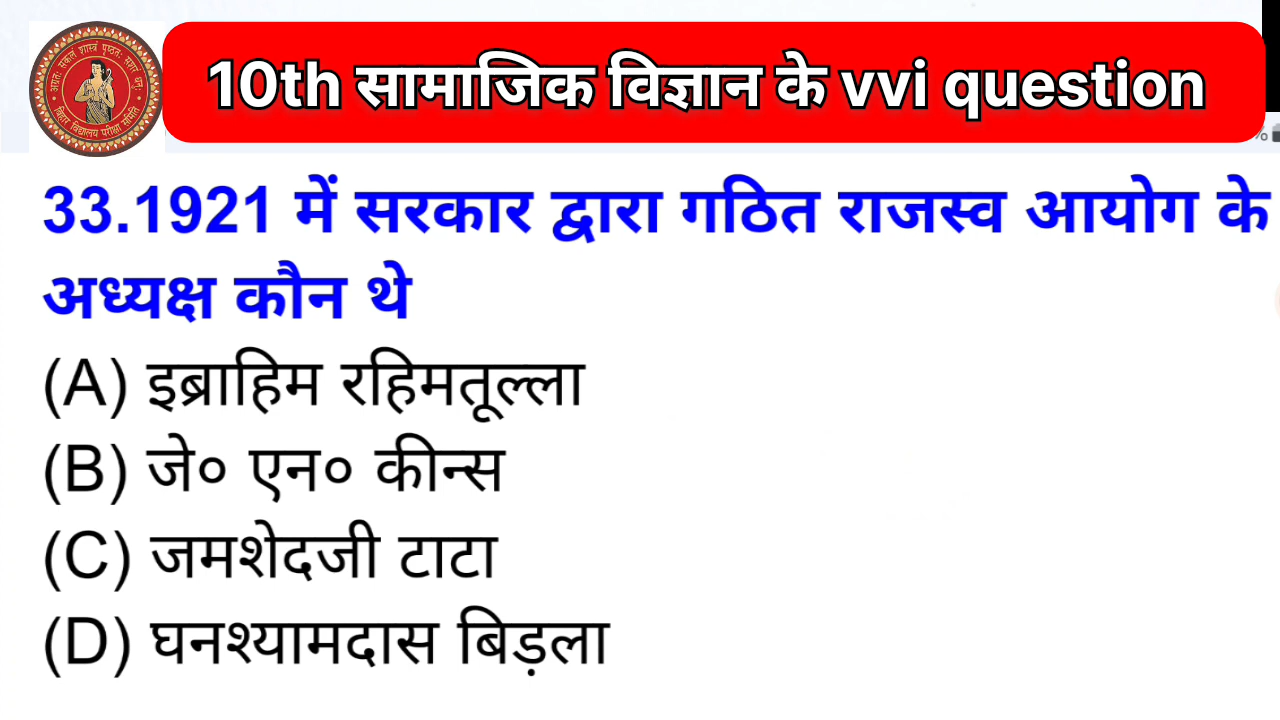 10th सामाजिक विज्ञान के vvi question
33.1921 में सरकार द्वारा गठित राजस्व आयोग के
अध्यक्ष कौन थे
(A) इब्राहिम रहिमतूल्ला
(B) जे० एन० कीन्स
(C) जमशेदजी टाटा
(D) घनश्यामदास बिड़ला